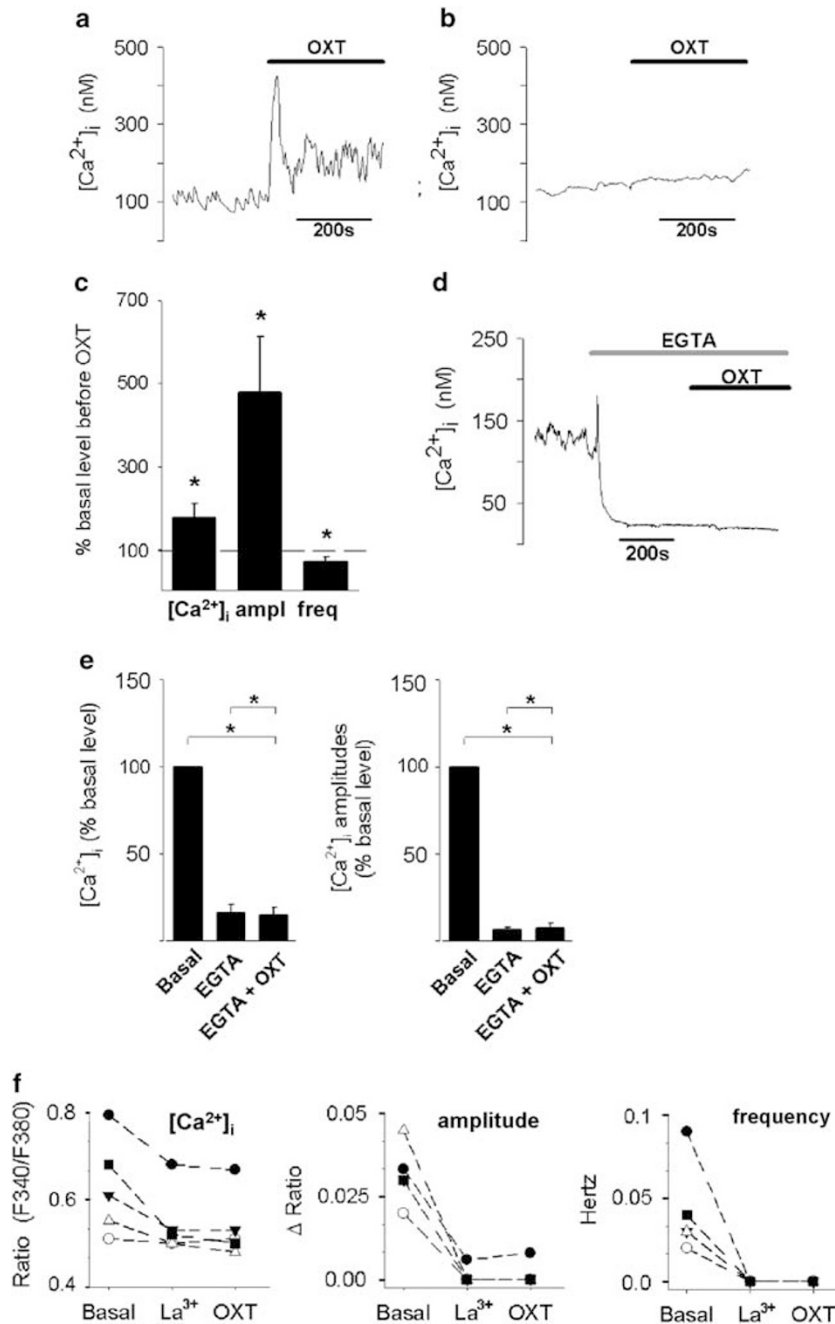 a
OXT
500
300
100
[Ca²⁺]ᵢ (nM)
200s
b
OXT
500
300
100
[Ca²⁺]ᵢ (nM)
200s
c
700
500
300
100
% basal level before OXT
*
*
*
[Ca²⁺]ᵢ ampl freq
d
250
150
50
[Ca²⁺]ᵢ (nM)
EGTA
OXT
200s
e
150
100
50
[Ca²⁺]ᵢ (% basal level)
*
*
Basal
EGTA
EGTA + OXT
150
100
50
[Ca²⁺]ᵢ amplitudes
(% basal level)
*
*
Basal
EGTA
EGTA + OXT
f
[Ca²⁺]ᵢ
0.8
0.6
0.4
Ratio (F340/F380)
Basal La³⁺ OXT
amplitude
0.05
0.025
0.00
Δ Ratio
Basal La³⁺ OXT
frequency
0.1
0.05
0.0
Hertz
Basal La³⁺ OXT